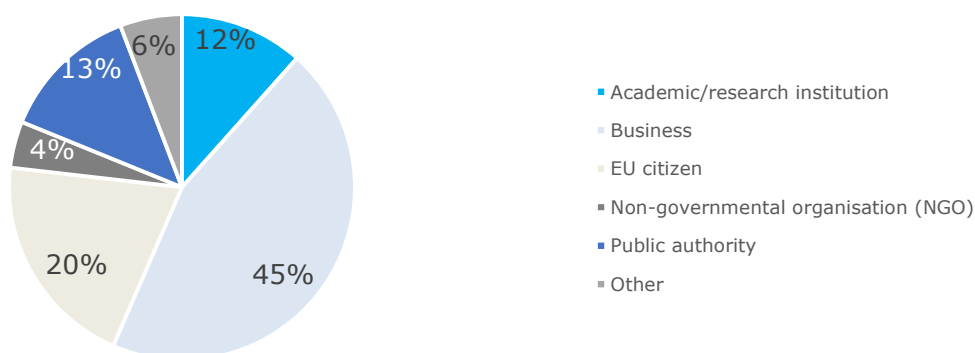 6%
12%
13%
4%
20%
45%
Academic/research institution
Business
EU citizen
Non-governmental organisation (NGO)
Public authority
Other